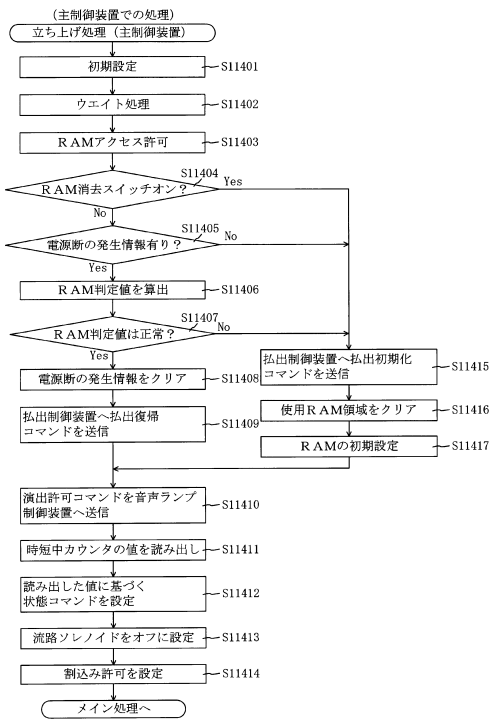 (主制御装置での処理)
立ち上げ処理(主制御装置)
初期設定 S11401
ウエイト処理 S11402
RAMアクセス許可 S11403
S11404
RAM消去スイッチオン? Yes
No
S11405
電源断の発生情報有り? No
Yes
RAM判定値を算出 S11406
S11407
RAM判定値は正常? No
Yes
電源断の発生情報をクリア S11408
払出制御装置へ払出復帰
コマンドを送信 S11409
払出制御装置へ払出初期化
コマンドを送信 S11415
使用RAM領域をクリア S11416
RAMの初期設定 S11417
演出許可コマンドを音声ランプ
制御装置へ送信 S11410
時短中カウンタの値を読み出し S11411
読み出した値に基づく
状態コマンドを設定 S11412
流路ソレノイドをオフに設定 S11413
割込み許可を設定 S11414
メイン処理へ